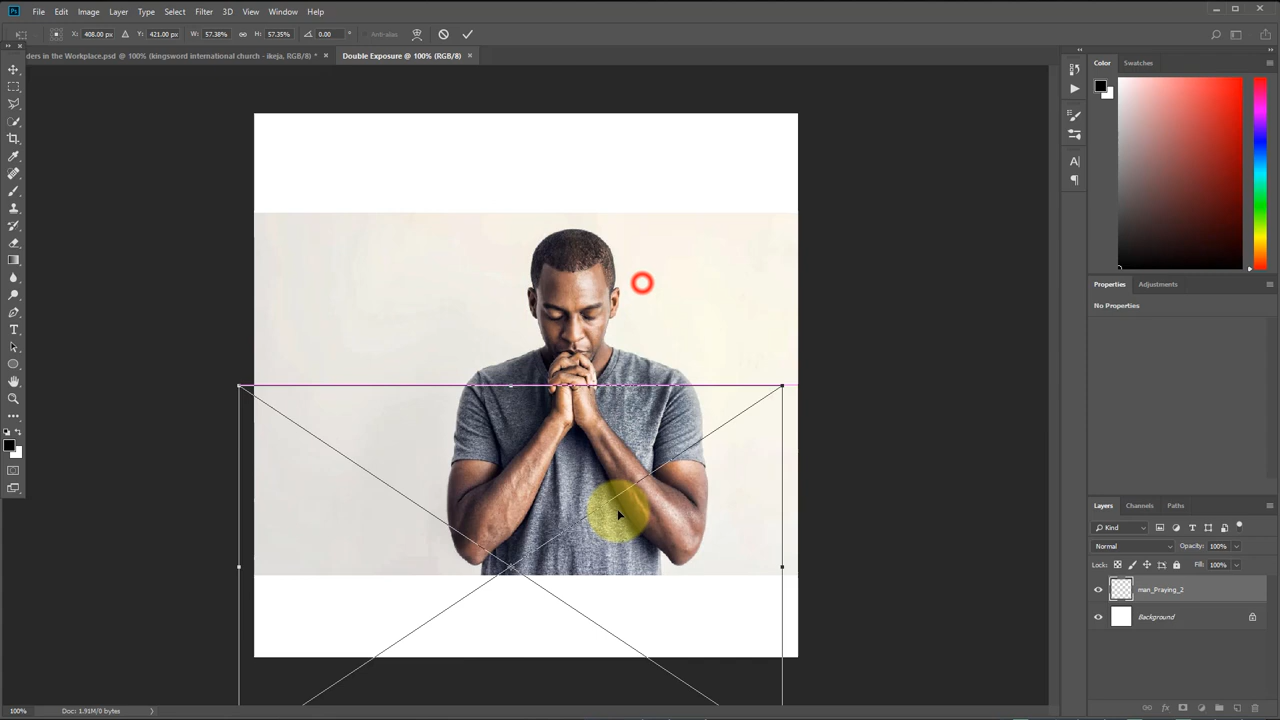 Ps File Edit Image Layer Type Select Filter 3D View Window Help
X: 408.00 px Y: 421.00 px W: 57.38% H: 57.35% 0.00 Anti-alias
ders in the Workplace.psd @ 100% (kingsword international church - ikeja, RGB/8) * × Double Exposure @ 100% (RGB/8) ×
Color Swatches
Properties Adjustments
No Properties
Layers Channels Paths
Kind
Normal Opacity: 100%
Lock: Fill: 100%
man_Praying_2
Background
100% Doc: 1.91M/0 bytes